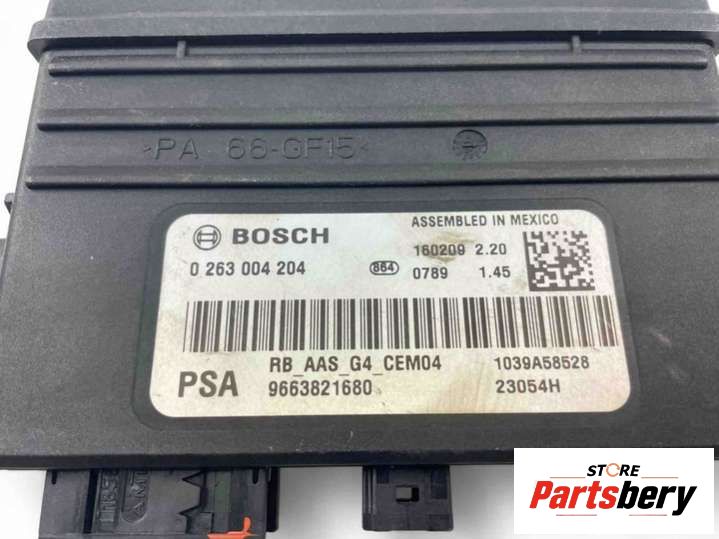 >PA 66-GF15<
BOSCH
0 263 004 204
864
ASSEMBLED IN MEXICO
160209 2.20
0789 1.45
RB_AAS_G4_CEM04
1039A58528
PSA
9663821680
23054H
STORE
Partsbery